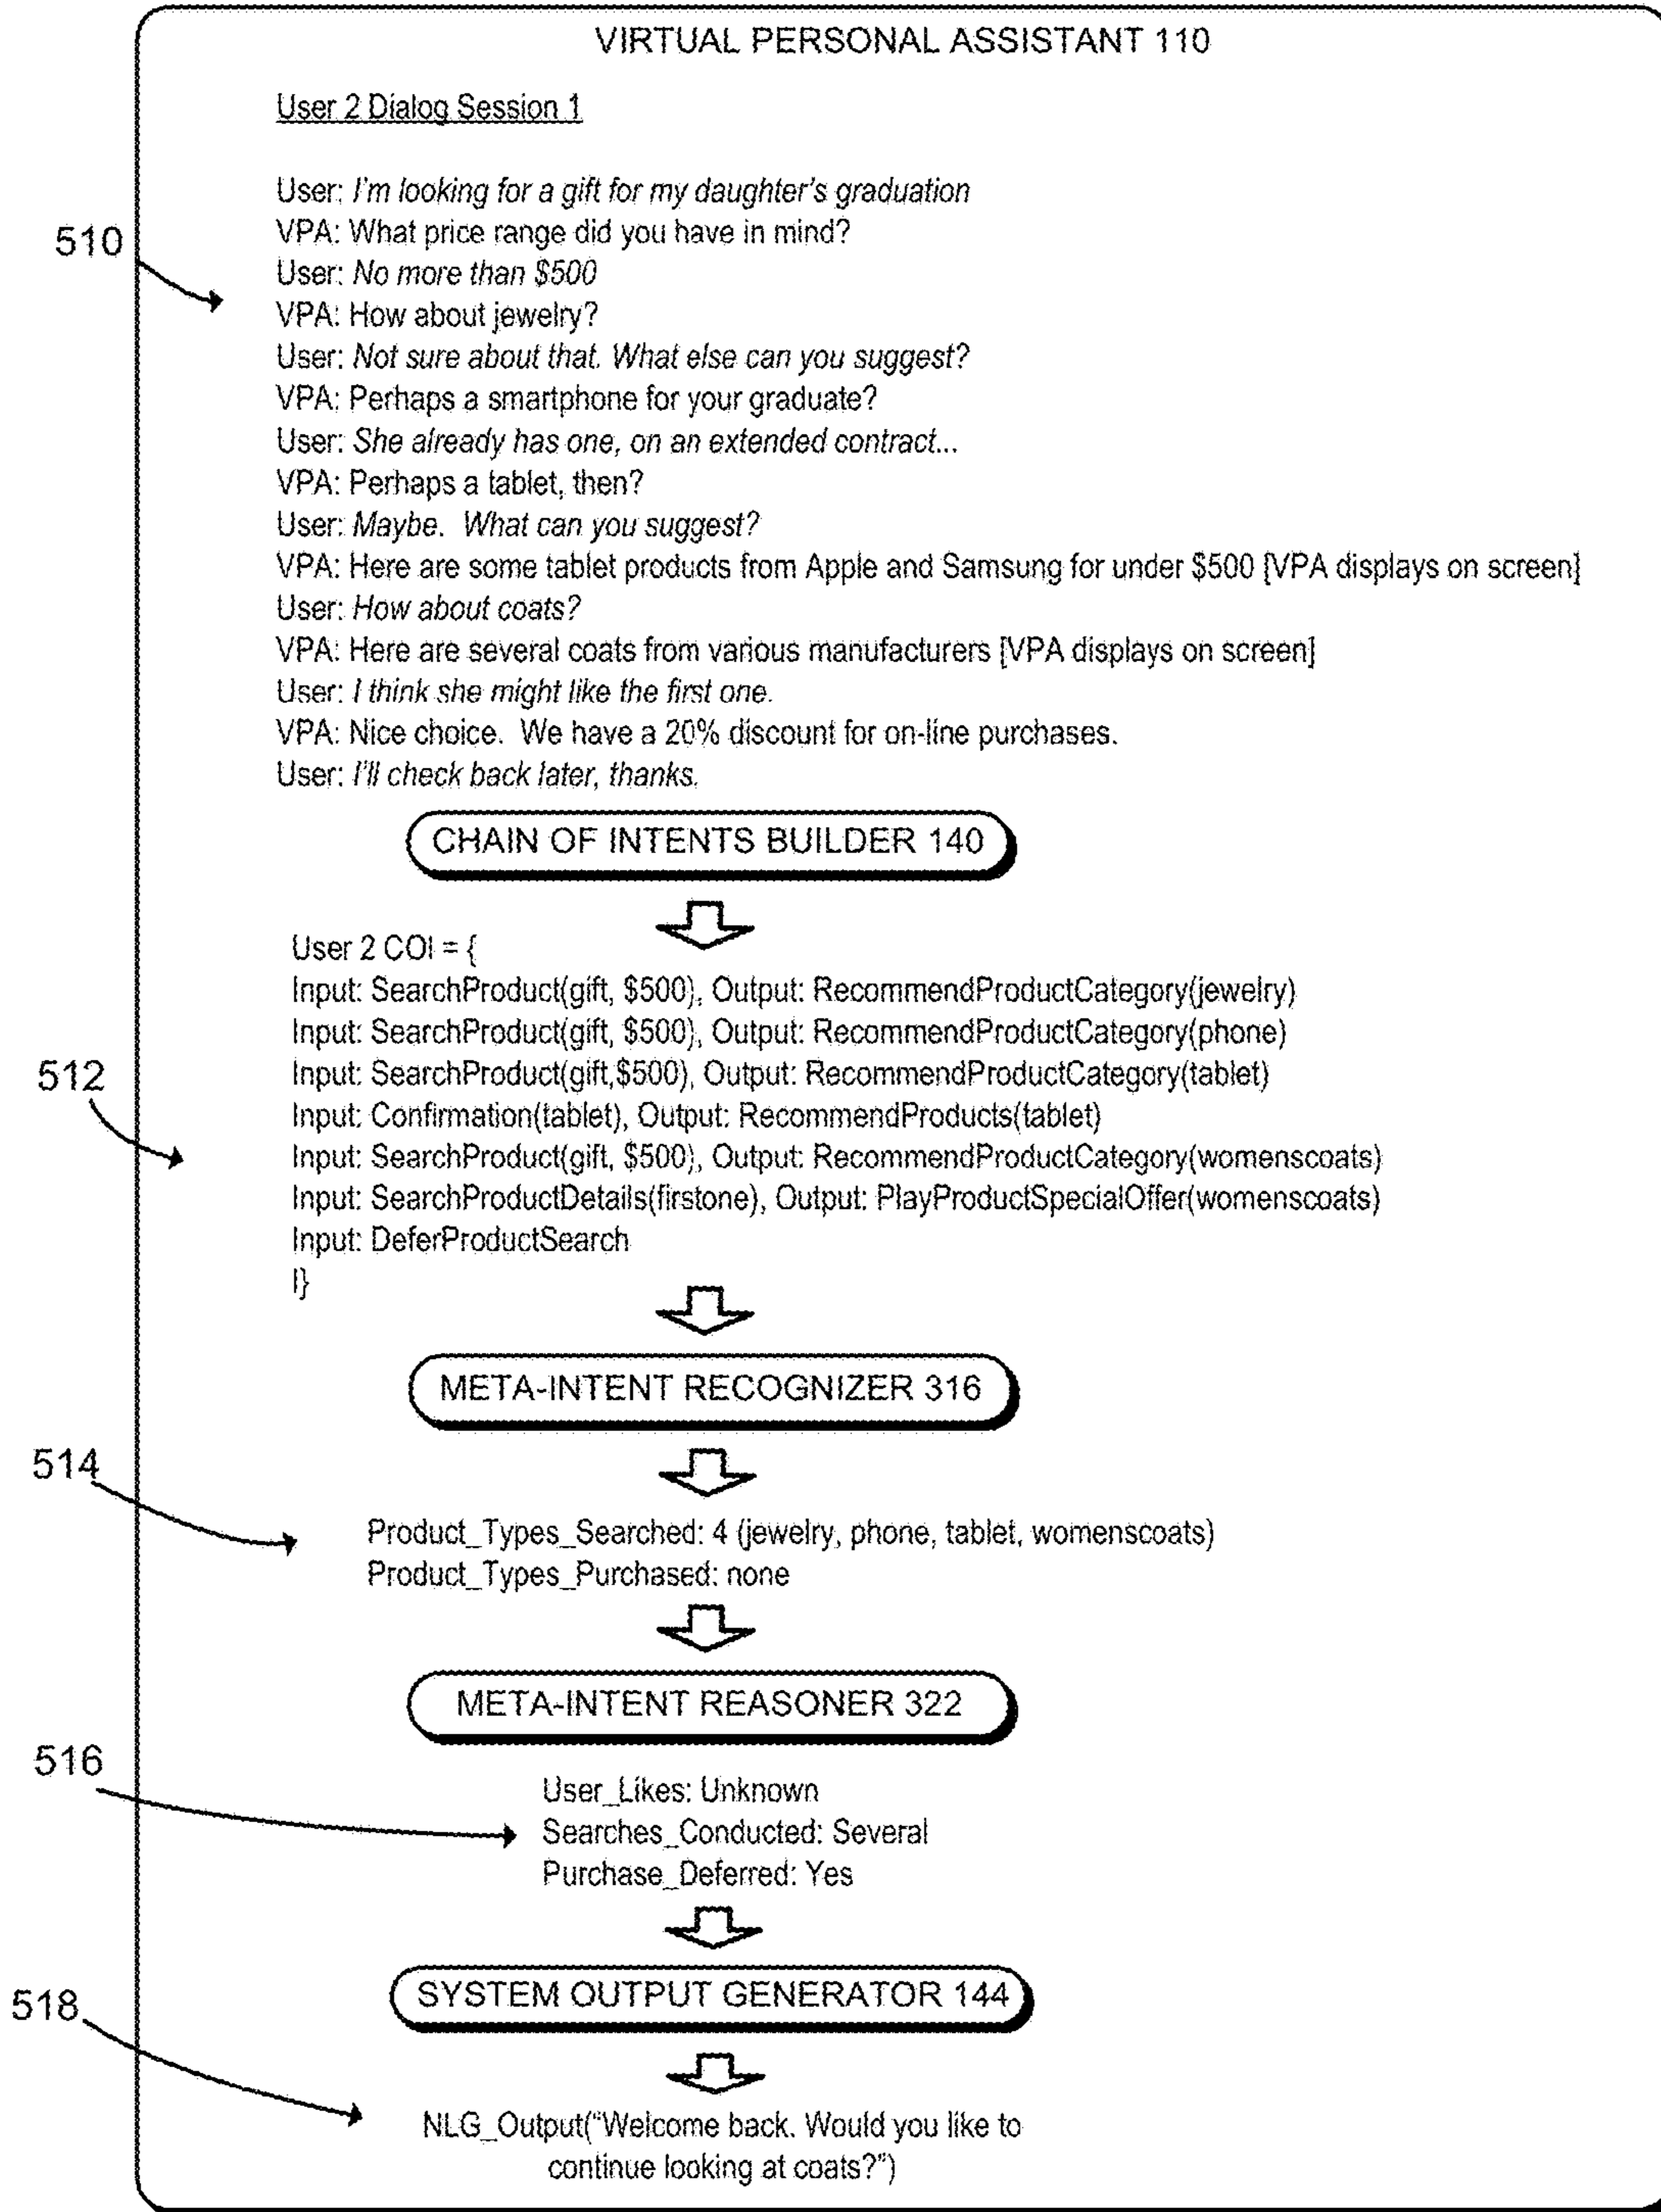 VIRTUAL PERSONAL ASSISTANT 110
User 2 Dialog Session 1
User: I'm looking for a gift for my daughter's graduation
VPA: What price range did you have in mind?
510
User: No more than $500
VPA: How about jewelry?
User: Not sure about that. What else can you suggest?
VPA: Perhaps a smartphone for your graduate?
User: She already has one, on an extended contract...
VPA: Perhaps a tablet, then?
User: Maybe. What can you suggest?
VPA: Here are some tablet products from Apple and Samsung for under $500 [VPA displays on screen]
User: How about coats?
VPA: Here are several coats from various manufacturers [VPA displays on screen]
User: I think she might like the first one.
VPA: Nice choice. We have a 20% discount for on-line purchases.
User: I'll check back later, thanks.
CHAIN OF INTENTS BUILDER 140
User 2 COI = {
Input: SearchProduct(gift, $500), Output: RecommendProductCategory(jewelry)
Input: SearchProduct(gift, $500), Output: RecommendProductCategory(phone)
512
Input: SearchProduct(gift,$500), Output: RecommendProductCategory(tablet)
Input: Confirmation(tablet), Output: RecommendProducts(tablet)
Input: SearchProduct(gift, $500), Output: RecommendProductCategory(womenscoats)
Input: SearchProductDetails(firstone), Output: PlayProductSpecialOffer(womenscoats)
Input: DeferProductSearch
I}
META-INTENT RECOGNIZER 316
514
Product_Types_Searched: 4 (jewelry, phone, tablet, womenscoats)
Product_Types_Purchased: none
META-INTENT REASONER 322
516
User_Likes: Unknown
Searches_Conducted: Several
Purchase_Deferred: Yes
SYSTEM OUTPUT GENERATOR 144
518
NLG_Output("Welcome back. Would you like to
continue looking at coats?")